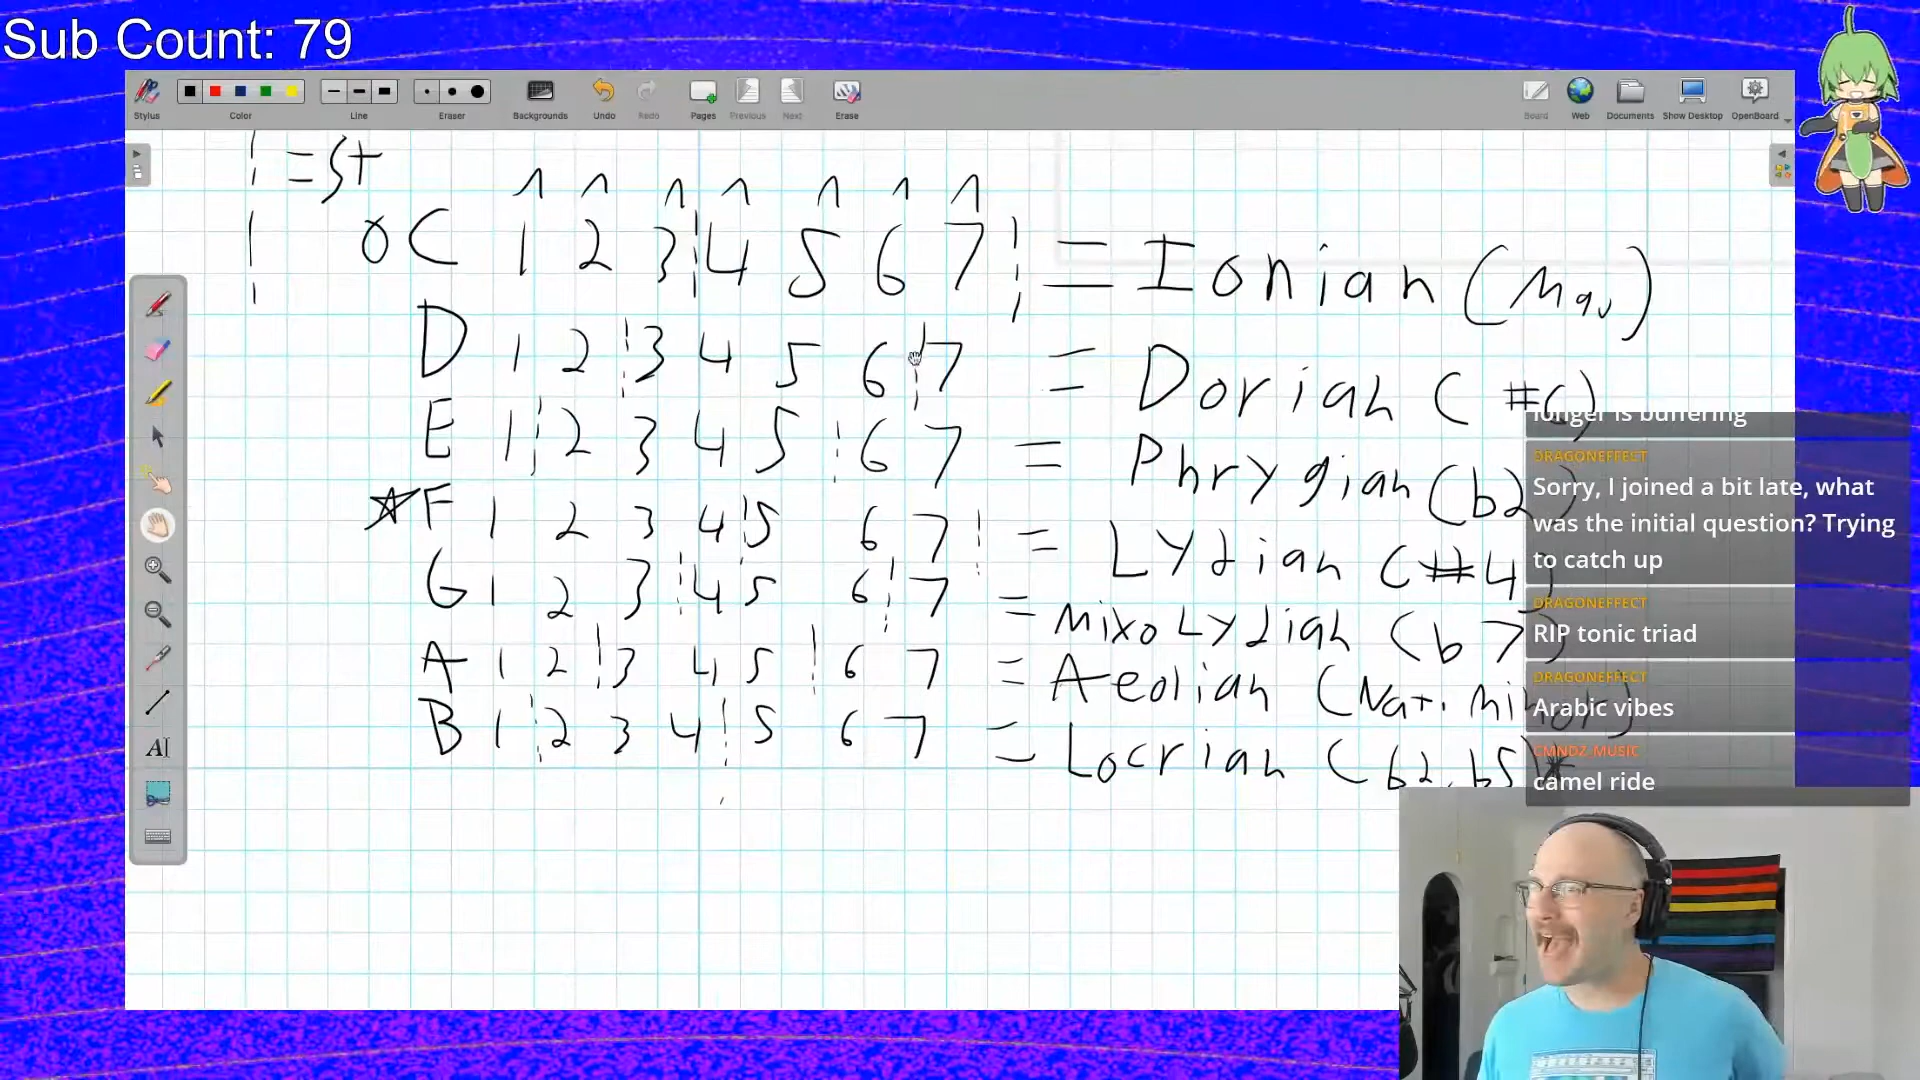 Sub Count: 79
Stylus
Color
Line
Eraser
Backgrounds
Undo
Redo
Pages
Previous
Next
Erase
Board
Web
Documents
Show Desktop
OpenBoard
= St
C 1 2 3 4 5 6 7 = Ionian (Maj)
D 1 2 3 4 5 6 7 = Dorian ( #6)
E 1 2 3 4 5 6 7 = Phrygian (b2)
F 1 2 3 4 5 6 7 = Lydian (#4)
G 1 2 3 4 5 6 7 = MixoLydian (b7)
A 1 2 3 4 5 6 7 = Aeolian (Nat. Minor)
B 1 2 3 4 5 6 7 = Locrian (b2, b5)*
longer is buffering
DRAGONEFFECT
Sorry, I joined a bit late, what
was the initial question? Trying
to catch up
DRAGONEFFECT
RIP tonic triad
DRAGONEFFECT
Arabic vibes
CMNDZ_MUSIC
camel ride